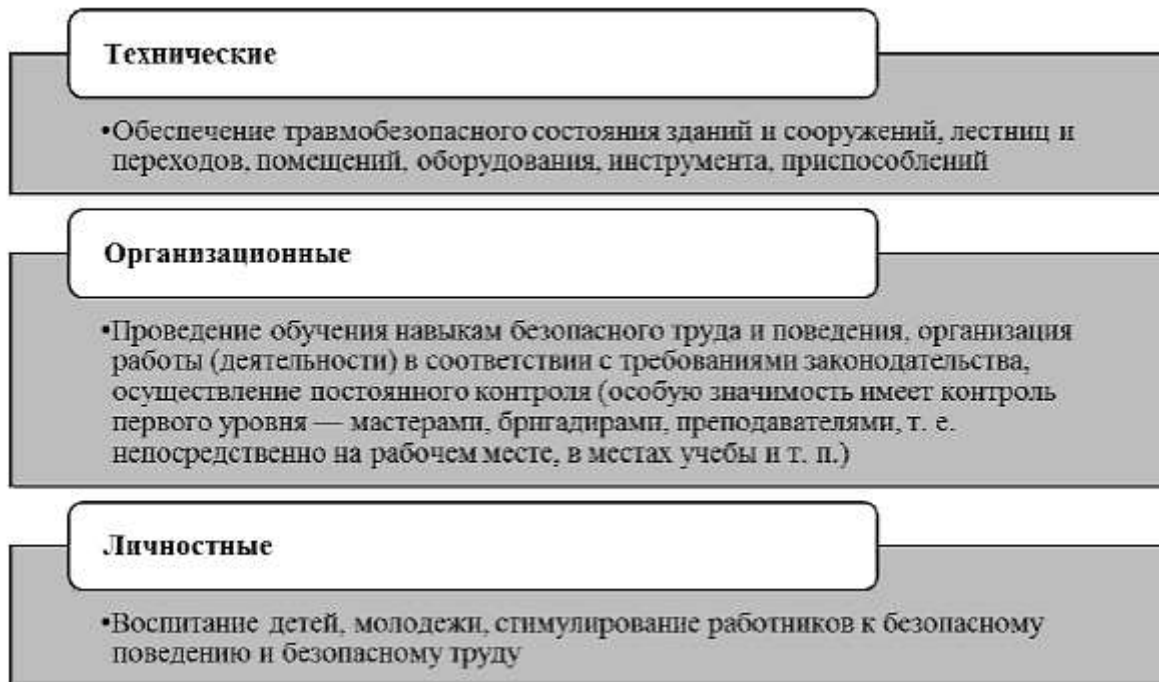 Технические
•Обеспечение травмобезопасного состояния зданий и сооружений, лестниц и
переходов, помещений, оборудования, инструмента, приспособлений
Организационные
•Проведение обучения навыкам безопасного труда и поведения, организация
работы (деятельности) в соответствии с требованиями законодательства,
осуществление постоянного контроля (особую значимость имеет контроль
первого уровня — мастерами, бригадирами, преподавателями, т. е.
непосредственно на рабочем месте, в местах учебы и т. п.)
Личностные
•Воспитание детей, молодежи, стимулирование работников к безопасному
поведению и безопасному труду